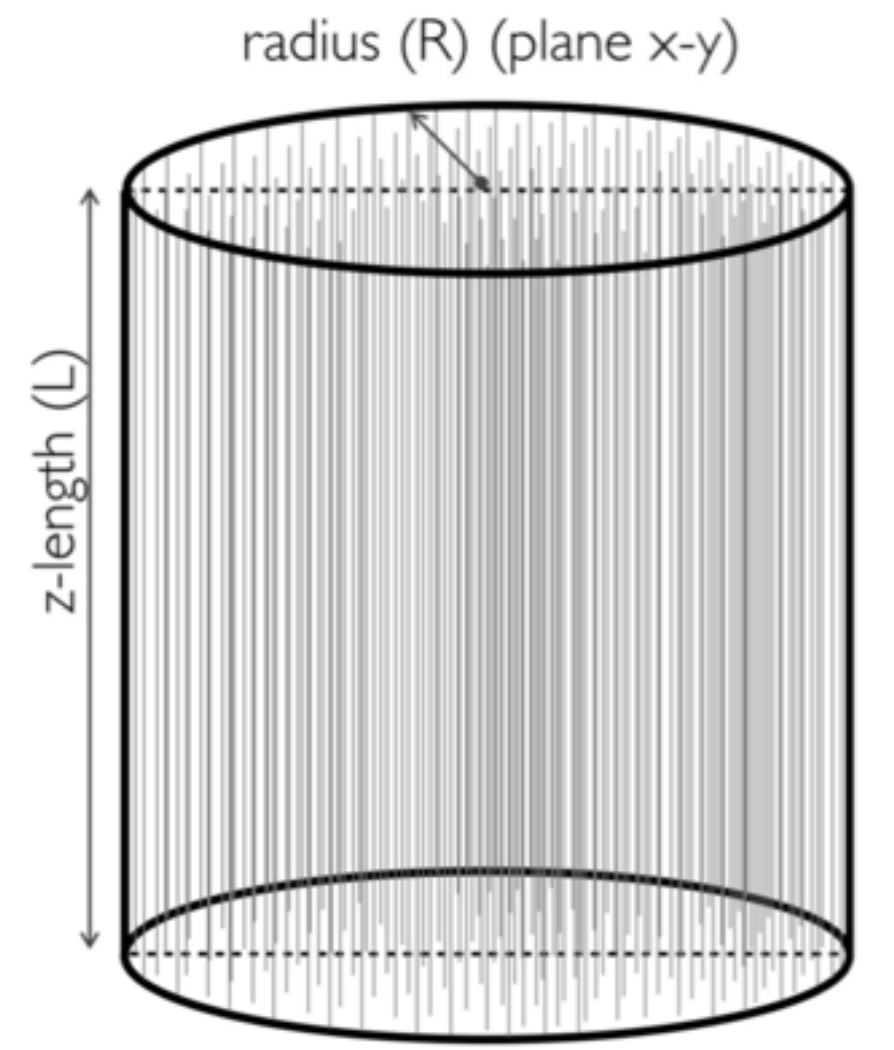 radius (R) (plane x-y)
z-length (L)